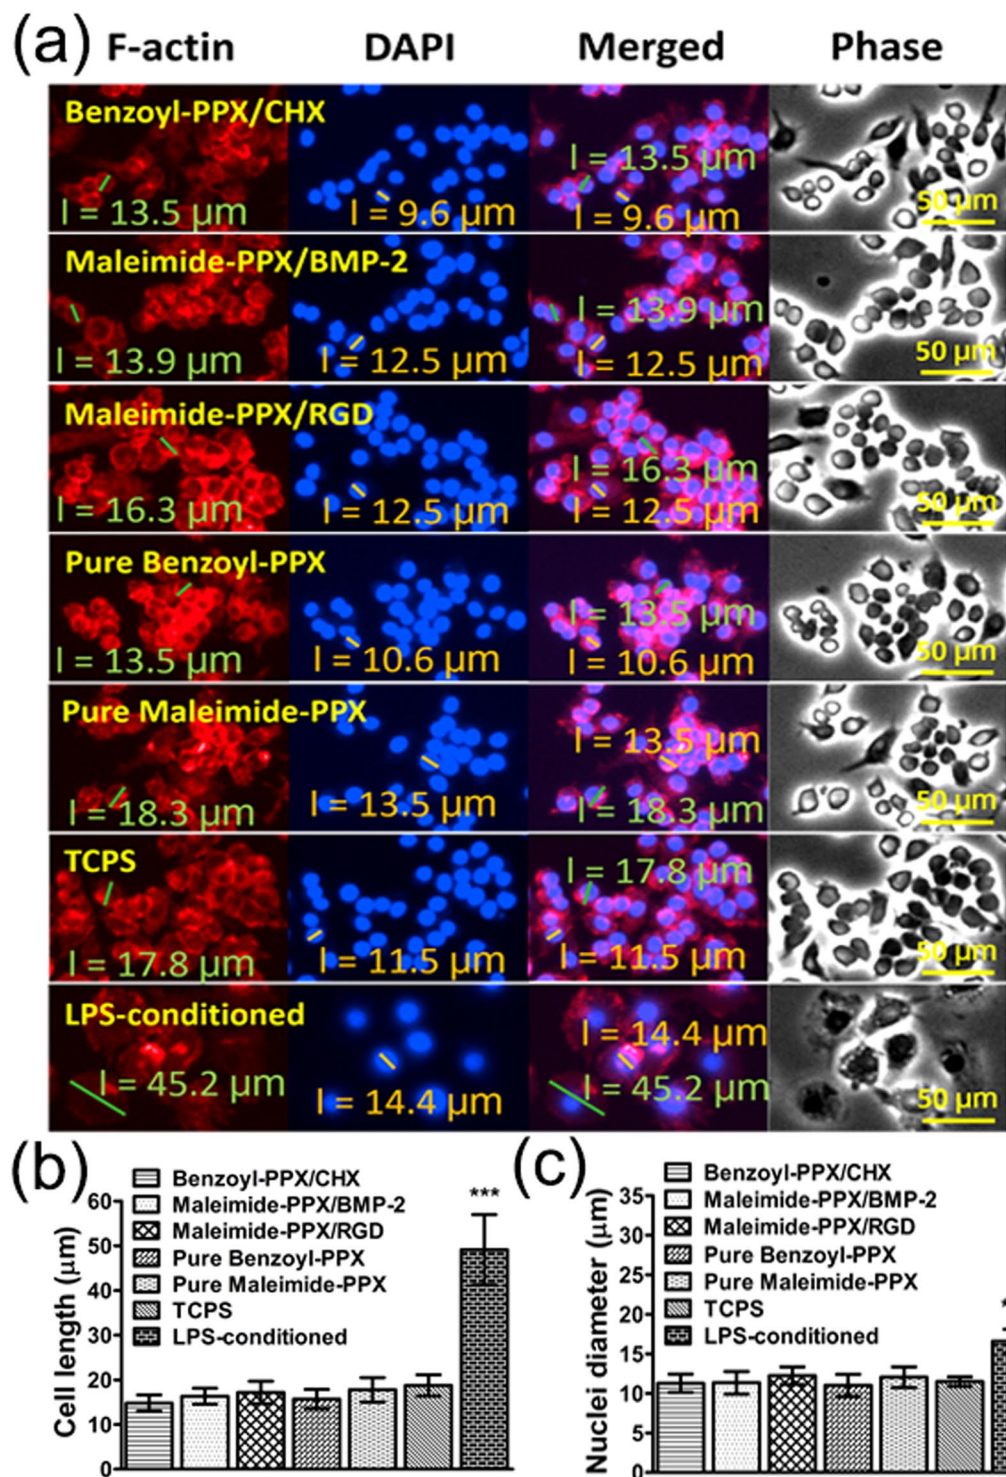 (a) F-actin DAPI Merged Phase
Benzoyl-PPX/CHX
l = 13.5 μm
l = 13.5 μm l = 9.6 μm l = 9.6 μm 50 μm
Maleimide-PPX/BMP-2
l = 13.9 μm
l = 13.9 μm l = 12.5 μm l = 12.5 μm 50 μm
Maleimide-PPX/RGD
l = 16.3 μm
l = 16.3 μm l = 12.5 μm l = 12.5 μm 50 μm
Pure Benzoyl-PPX
l = 13.5 μm
l = 13.5 μm l = 10.6 μm l = 10.6 μm 50 μm
Pure Maleimide-PPX
l = 13.5 μm
l = 18.3 μm l = 13.5 μm l = 18.3 μm 50 μm
TCPS
l = 17.8 μm
l = 17.8 μm l = 11.5 μm l = 11.5 μm 50 μm
LPS-conditioned
l = 14.4 μm
l = 45.2 μm l = 14.4 μm l = 45.2 μm 50 μm
(b)
Cell length (μm)
60
50
40
30
20
10
0
Benzoyl-PPX/CHX
Maleimide-PPX/BMP-2
Maleimide-PPX/RGD
Pure Benzoyl-PPX
Pure Maleimide-PPX
TCPS
LPS-conditioned
***
(c)
Nuclei diameter (μm)
35
30
25
20
15
10
5
0
Benzoyl-PPX/CHX
Maleimide-PPX/BMP-2
Maleimide-PPX/RGD
Pure Benzoyl-PPX
Pure Maleimide-PPX
TCPS
LPS-conditioned